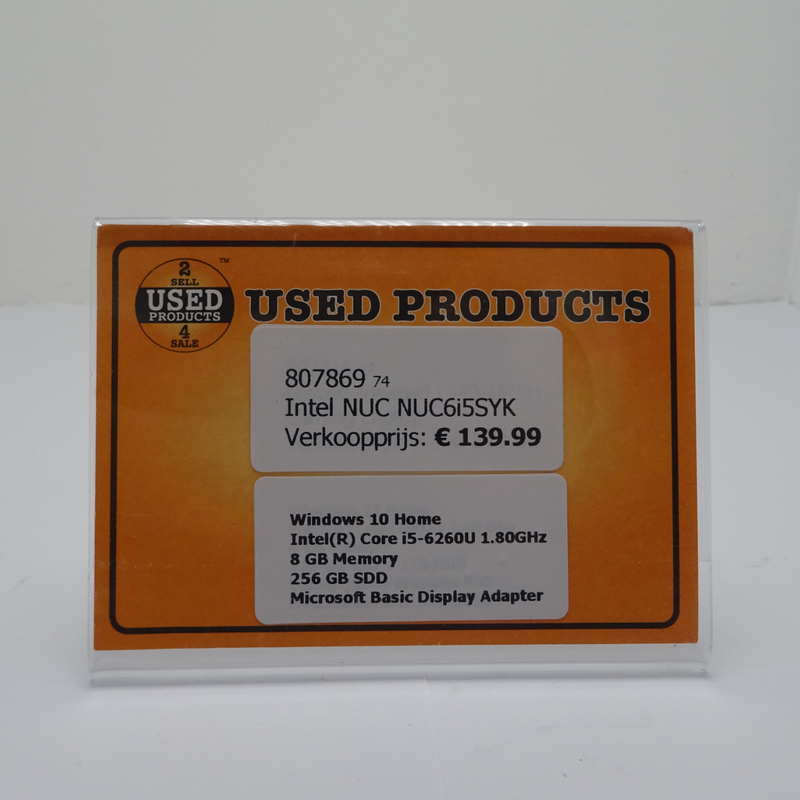 2
SELL
USED
PRODUCTS
4
SALE
TM
USED PRODUCTS
807869 74
Intel NUC NUC6i5SYK
Verkoopprijs: € 139.99
Windows 10 Home
Intel(R) Core i5-6260U 1.80GHz
8 GB Memory
256 GB SDD
Microsoft Basic Display Adapter